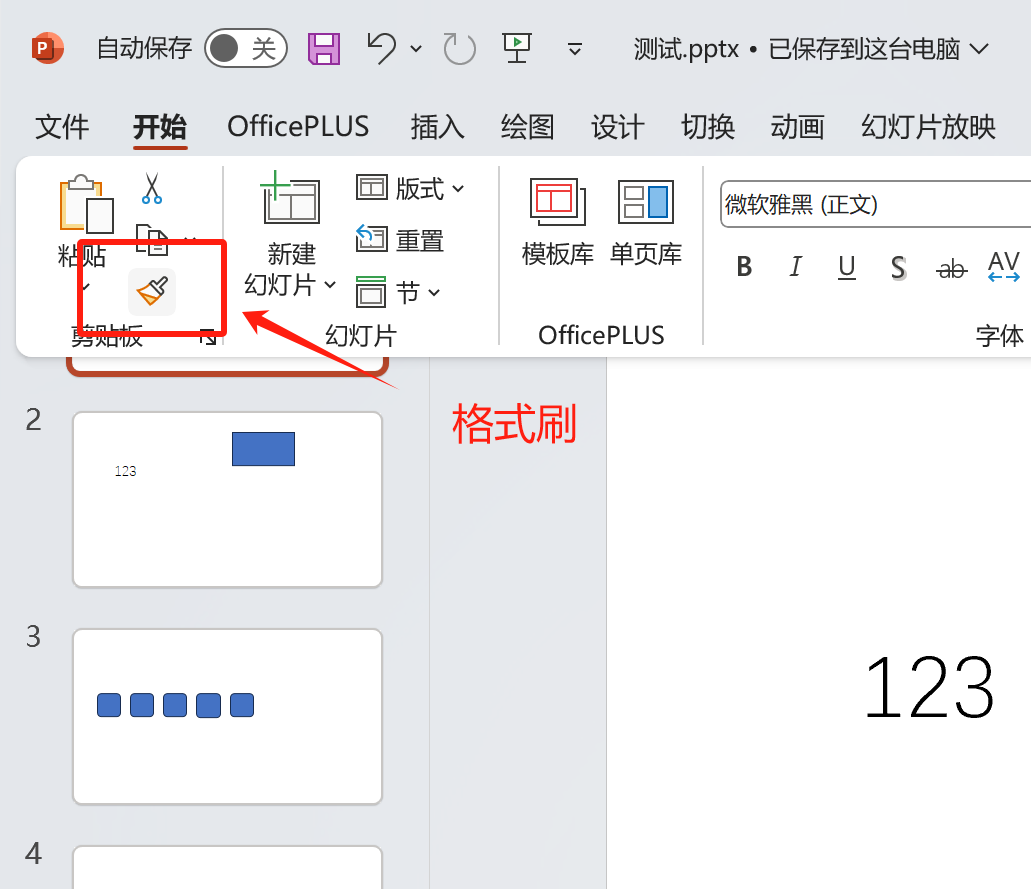 P 自动保存 关 测试.pptx • 已保存到这台电脑
文件 开始 OfficePLUS 插入 绘图 设计 切换 动画 幻灯片放映
粘贴
剪贴板
新建
幻灯片
版式
重置
节
幻灯片
模板库 单页库
OfficePLUS
微软雅黑 (正文)
B I U S ab AV
字体
格式刷
2
123
3
4
123